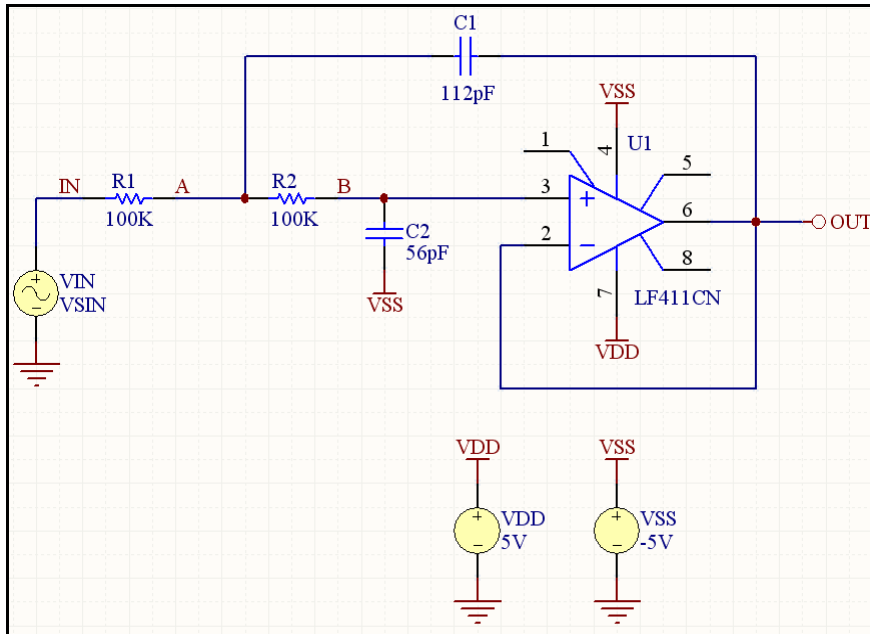 C1
112pF
VSS
4
U1
1
5
IN
R1
100K
A
R2
100K
B
3
+
6
OUT
C2
56pF
2
−
8
VIN
VSIN
+
−
VSS
7
LF411CN
VDD
VDD
VSS
+
−
VDD
5V
+
−
VSS
-5V